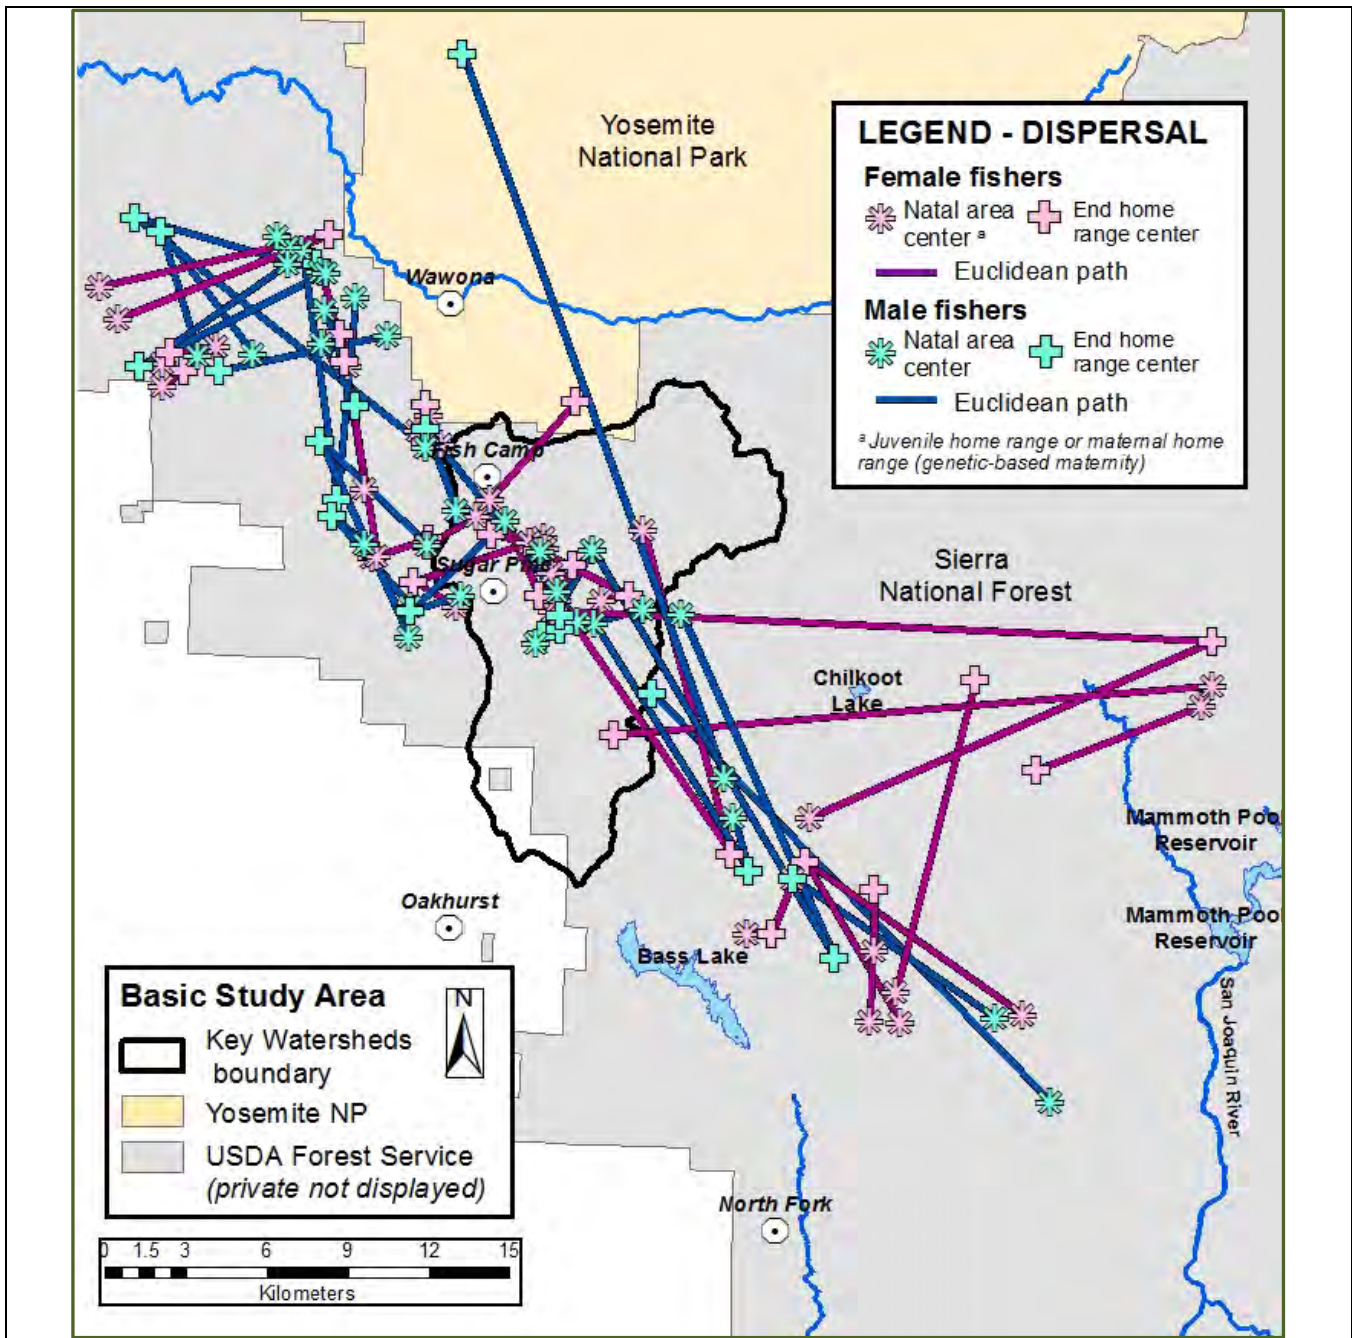 Yosemite
National Park
LEGEND - DISPERSAL
Female fishers
Natal area
center a
End home
range center
Euclidean path
Male fishers
Natal area
center
End home
range center
Euclidean path
a Juvenile home range or maternal home
range (genetic-based maternity)
Wawona
Fish Camp
Sugar Pine
Sierra
National Forest
Chilkoot
Lake
Mammoth Pool
Reservoir
Mammoth Pool
Reservoir
Oakhurst
Bass Lake
San Joaquin River
Basic Study Area
N
Key Watersheds
boundary
Yosemite NP
USDA Forest Service
(private not displayed)
North Fork
0 1.5 3 6 9 12 15
Kilometers